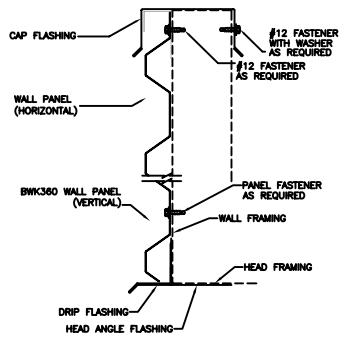 CAP FLASHING
#12 FASTENER
WITH WASHER
AS REQUIRED
#12 FASTENER
AS REQUIRED
WALL PANEL
(HORIZONTAL)
BWK360 WALL PANEL
(VERTICAL)
PANEL FASTENER
AS REQUIRED
WALL FRAMING
HEAD FRAMING
DRIP FLASHING
HEAD ANGLE FLASHING